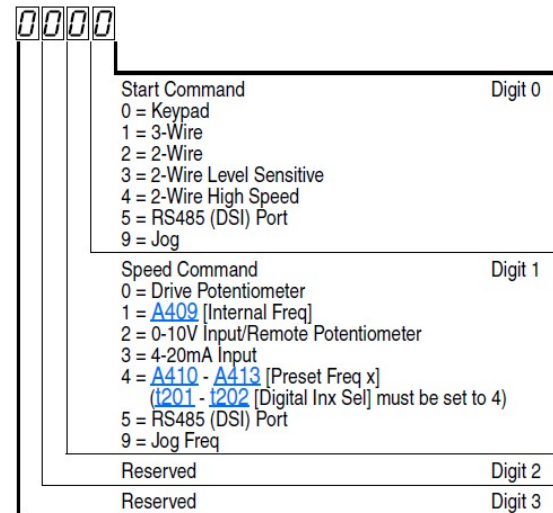 0000
Start Command Digit 0
0 = Keypad
1 = 3-Wire
2 = 2-Wire
3 = 2-Wire Level Sensitive
4 = 2-Wire High Speed
5 = RS485 (DSI) Port
9 = Jog
Speed Command Digit 1
0 = Drive Potentiometer
1 = A409 [Internal Freq]
2 = 0-10V Input/Remote Potentiometer
3 = 4-20mA Input
4 = A410 - A413 [Preset Freq x]
(t201 - t202 [Digital Inx Sel] must be set to 4)
5 = RS485 (DSI) Port
9 = Jog Freq
Reserved Digit 2
Reserved Digit 3